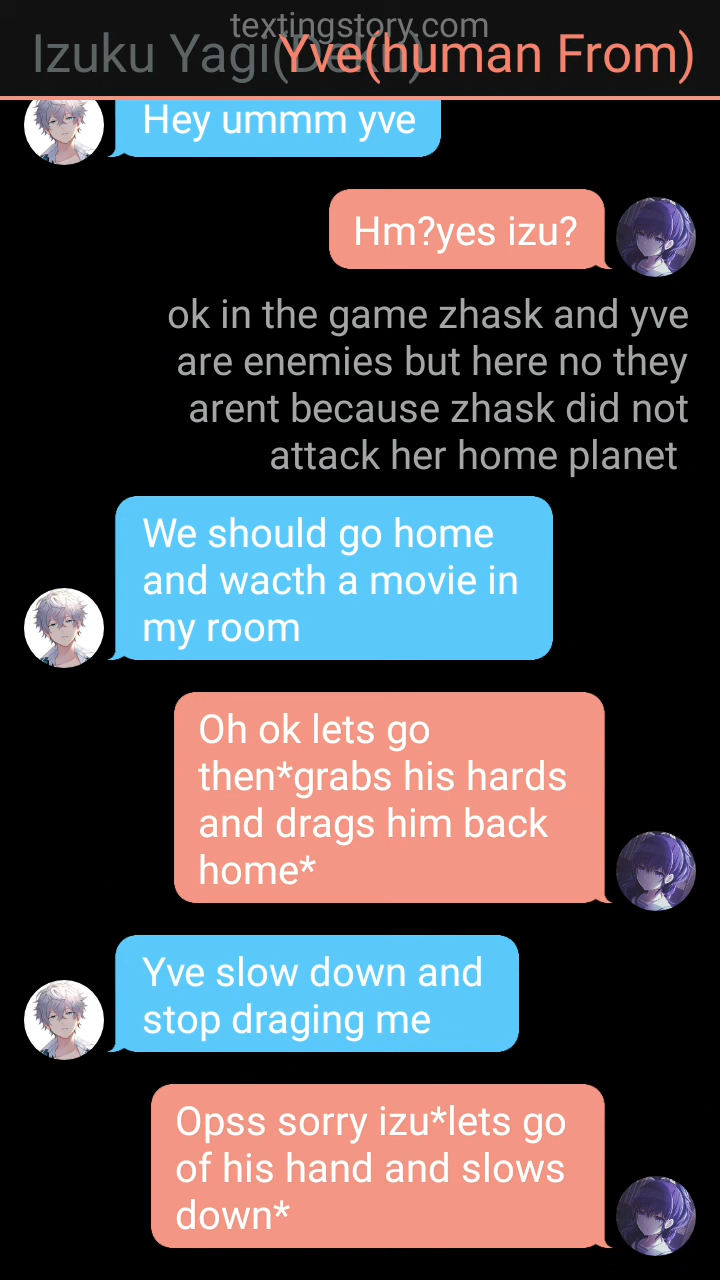 textingstory.com
Izuku Yagi(Deku)
Yve(human From)
Hey ummm yve
Hm?yes izu?
ok in the game zhask and yve
are enemies but here no they
arent because zhask did not
attack her home planet
We should go home
and wacth a movie in
my room
Oh ok lets go
then*grabs his hards
and drags him back
home*
Yve slow down and
stop draging me
Opss sorry izu*lets go
of his hand and slows
down*